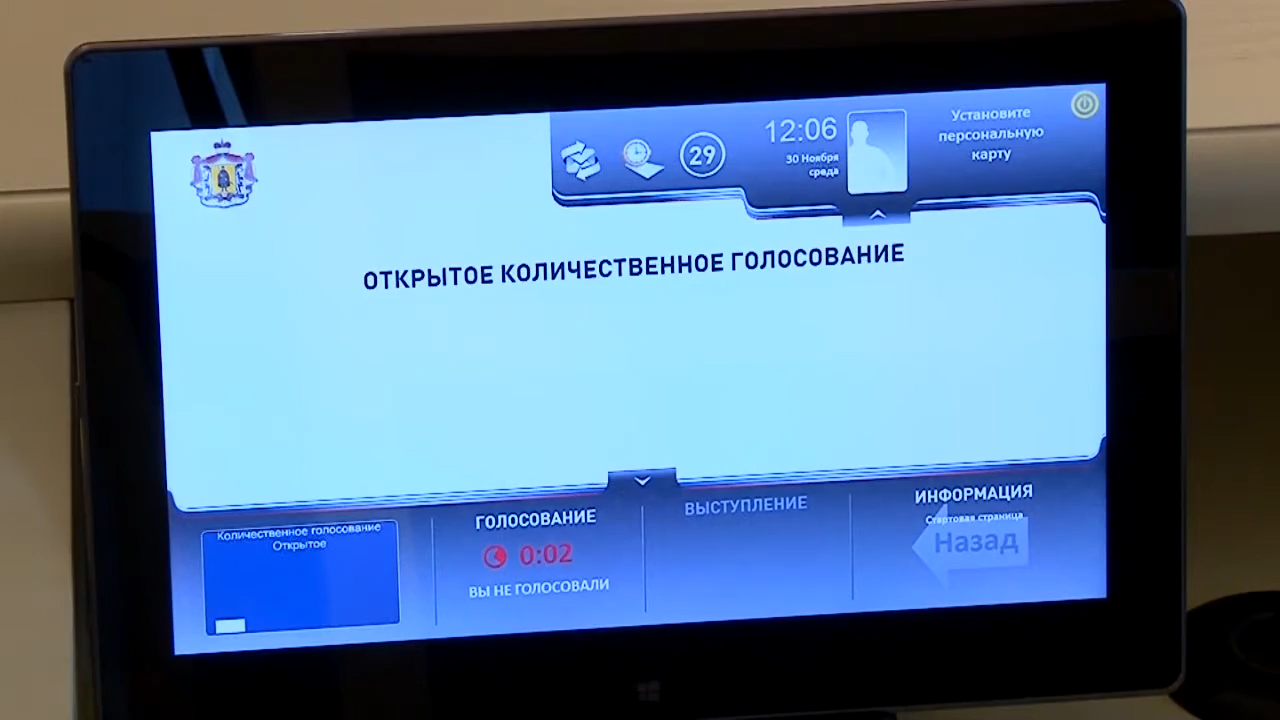 29
12:06
30 Ноября
среда
Установите
персональную
карту
ОТКРЫТОЕ КОЛИЧЕСТВЕННОЕ ГОЛОСОВАНИЕ
Количественное голосование
Открытое
ГОЛОСОВАНИЕ
0:02
ВЫ НЕ ГОЛОСОВАЛИ
ВЫСТУПЛЕНИЕ
ИНФОРМАЦИЯ
Стартовая страница
Назад